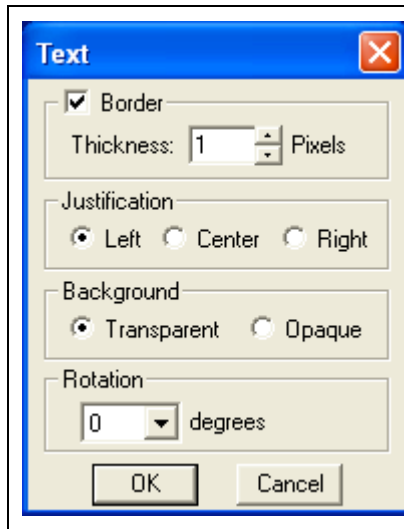 Text
Border
Thickness: 1 Pixels
Justification
Left Center Right
Background
Transparent Opaque
Rotation
0 degrees
OK Cancel